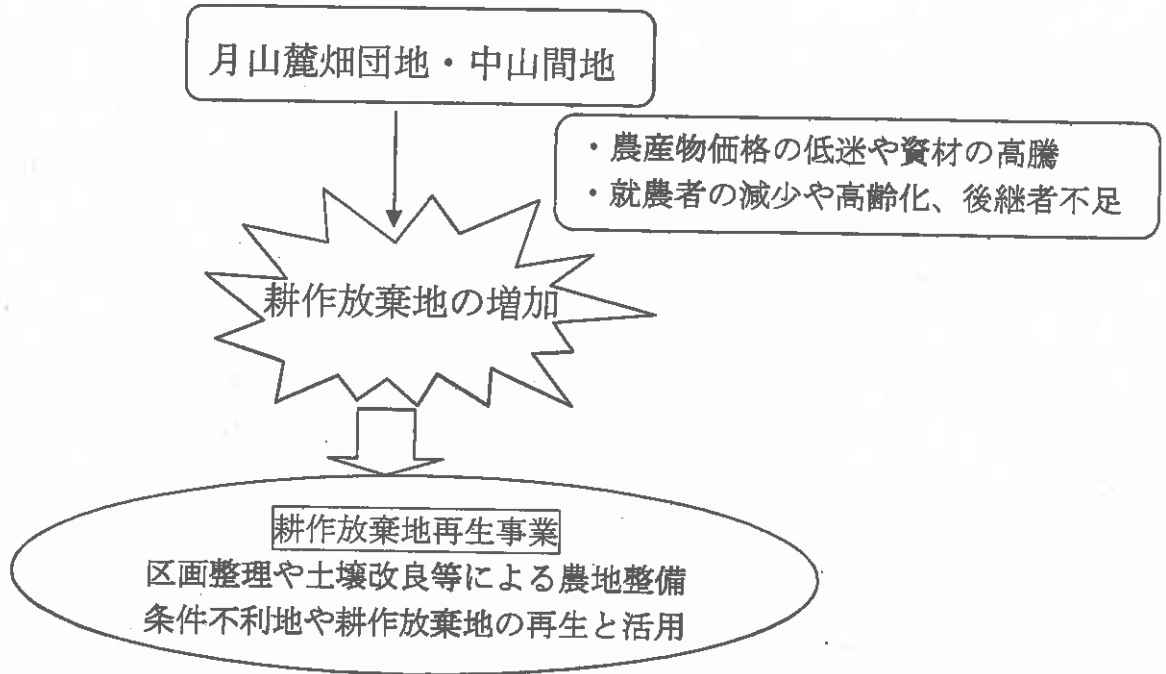 月山麓畑団地・中山間地
・農産物価格の低迷や資材の高騰
・就農者の減少や高齢化、後継者不足
耕作放棄地の増加
耕作放棄地再生事業
区画整理や土壌改良等による農地整備
条件不利地や耕作放棄地の再生と活用